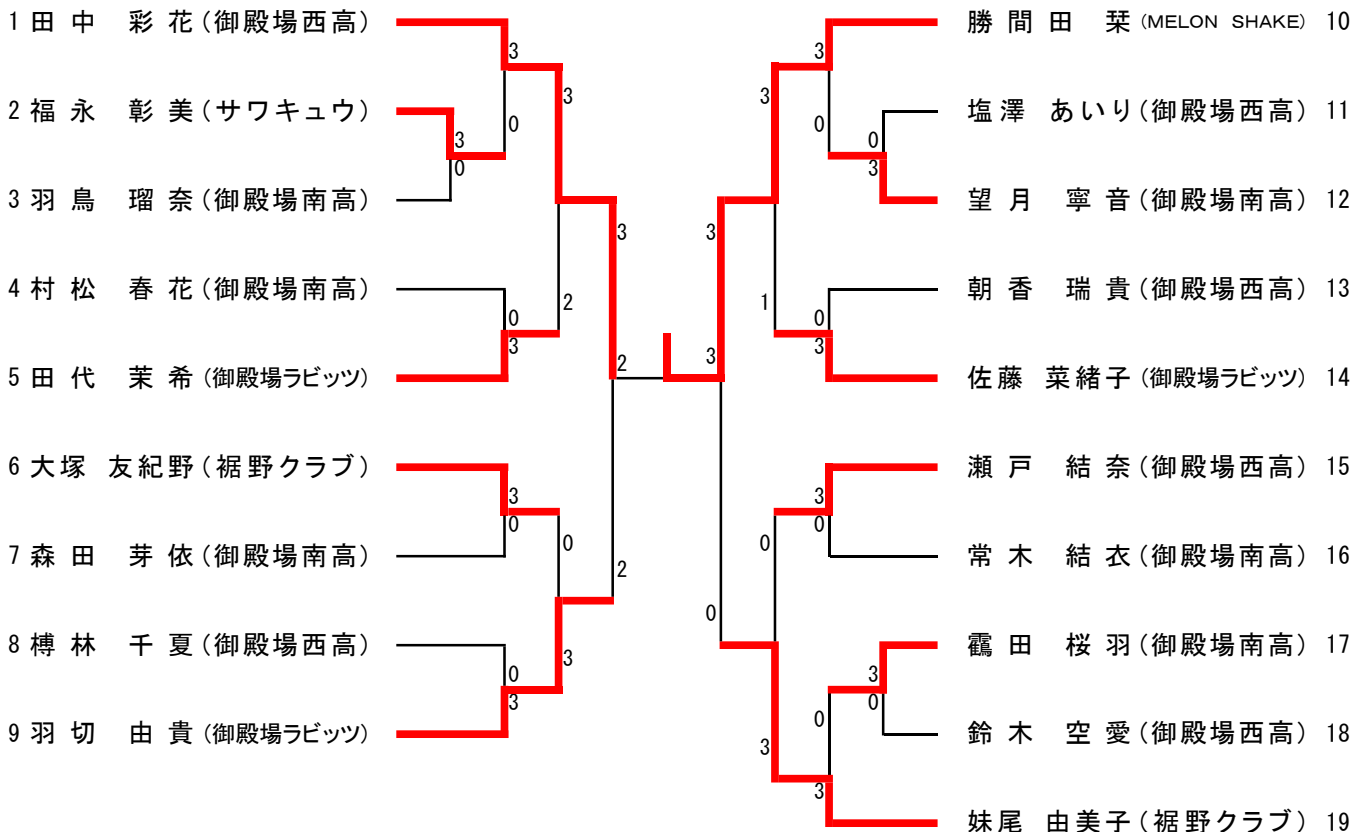 1 田中 彩花(御殿場西高)
2 福永 彰美(サワキュウ)
3 羽鳥 瑠奈(御殿場南高)
4 村松 春花(御殿場南高)
5 田代 茉希(御殿場ラビッツ)
6 大塚 友紀野(裾野クラブ)
7 森田 芽依(御殿場南高)
8 榑林 千夏(御殿場西高)
9 羽切 由貴(御殿場ラビッツ)
3
0
3
0
3
2
0
3
3
2
3
0
0
3
0
3
2
勝間田 栞(MELON SHAKE) 10
塩澤 あいり(御殿場西高) 11
望月 寧音(御殿場南高) 12
朝香 瑞貴(御殿場西高) 13
佐藤 菜緒子(御殿場ラビッツ) 14
瀬戸 結奈(御殿場西高) 15
常木 結衣(御殿場南高) 16
靍田 桜羽(御殿場南高) 17
鈴木 空愛(御殿場西高) 18
妹尾 由美子(裾野クラブ) 19
3
0
0
3
3
1
0
3
3
3
3
0
0
0
3
0
0
3
3